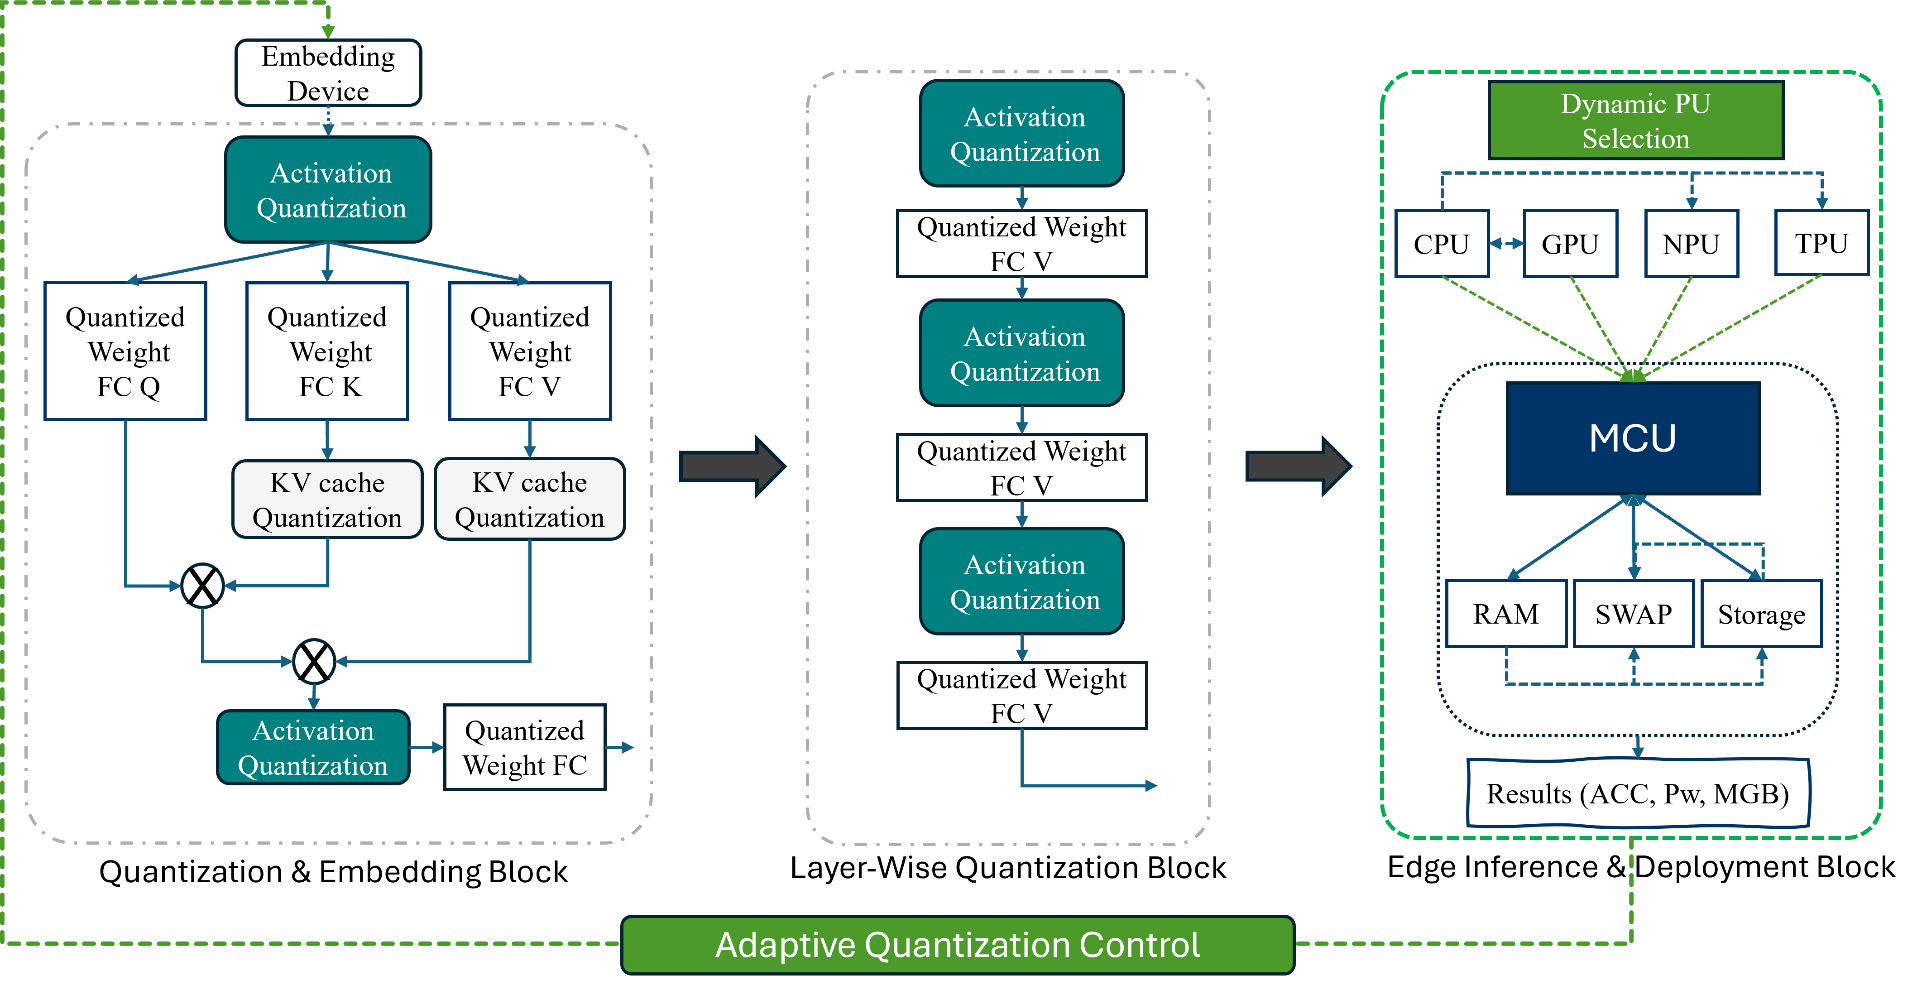 Embedding
Device
Activation
Quantization
Quantized
Weight
FC Q
Quantized
Weight
FC K
Quantized
Weight
FC V
KV cache
Quantization
KV cache
Quantization
X
X
Activation
Quantization
Quantized
Weight FC
Quantization & Embedding Block
Activation
Quantization
Quantized Weight
FC V
Activation
Quantization
Quantized Weight
FC V
Activation
Quantization
Quantized Weight
FC V
Layer-Wise Quantization Block
Dynamic PU
Selection
CPU
GPU
NPU
TPU
MCU
RAM
SWAP
Storage
Results (ACC, Pw, MGB)
Edge Inference & Deployment Block
Adaptive Quantization Control